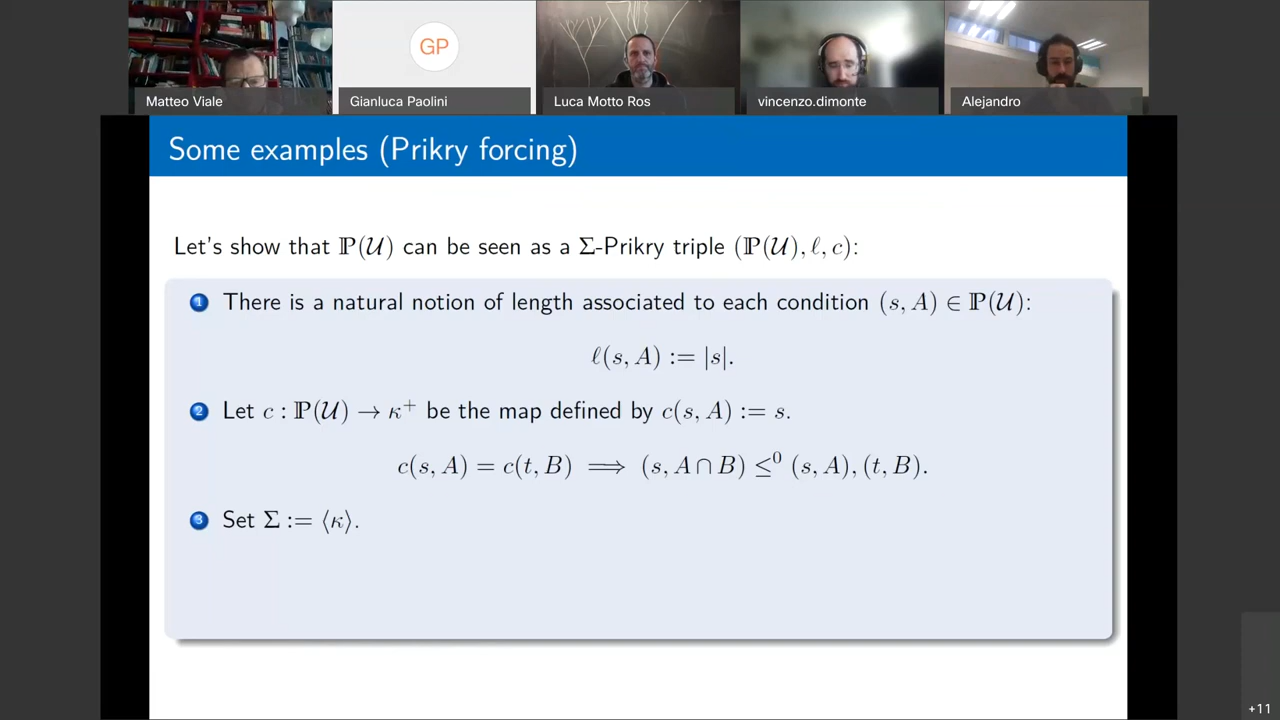 GP
Matteo Viale
Gianluca Paolini
Luca Motto Ros
vincenzo.dimonte
Alejandro
Some examples (Prikry forcing)
Let's show that ℙ(𝒰) can be seen as a Σ-Prikry triple (ℙ(𝒰), ℓ, c):
1 There is a natural notion of length associated to each condition (s, A) ∈ ℙ(𝒰):
ℓ(s, A) := |s|.
2 Let c : ℙ(𝒰) → κ⁺ be the map defined by c(s, A) := s.
c(s, A) = c(t, B) ⟹ (s, A ∩ B) ≤⁰ (s, A), (t, B).
3 Set Σ := ⟨κ⟩.
+11